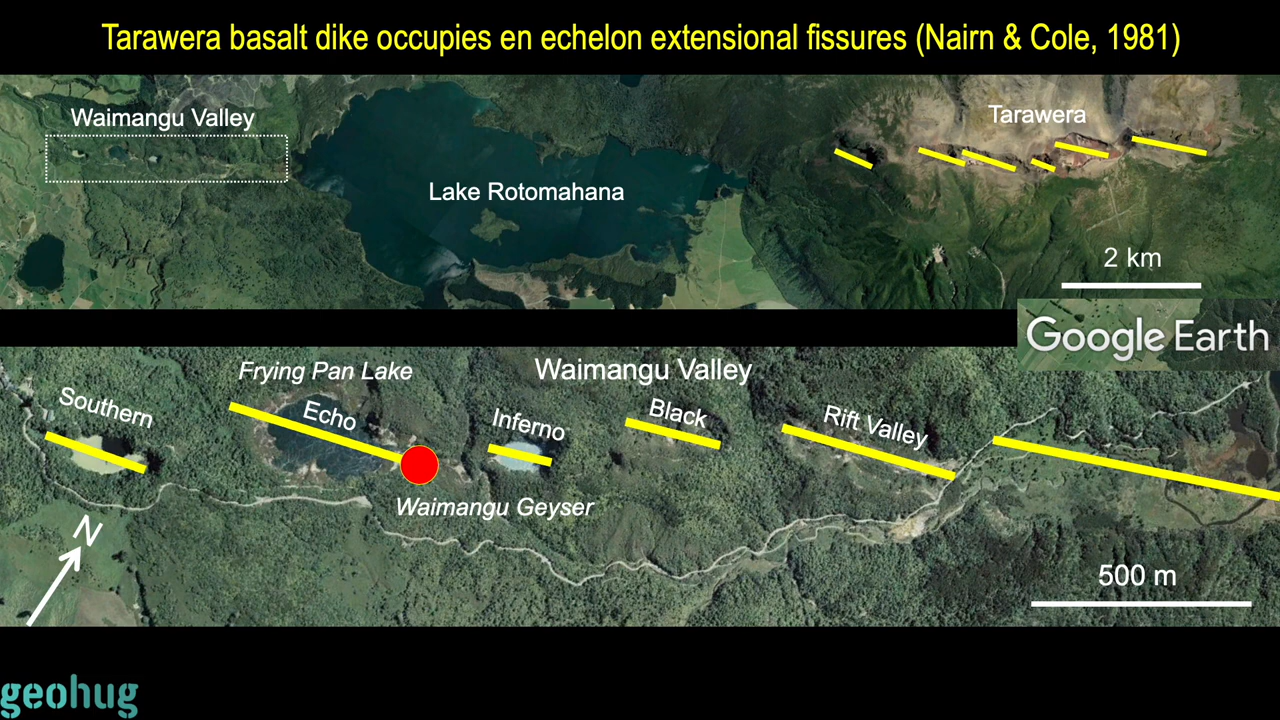 Tarawera basalt dike occupies en echelon extensional fissures (Nairn & Cole, 1981)
Waimangu Valley
Tarawera
Lake Rotomahana
2 km
Google Earth
Frying Pan Lake
Waimangu Valley
Southern
Echo
Inferno
Black
Rift Valley
Waimangu Geyser
N
500 m
geohug